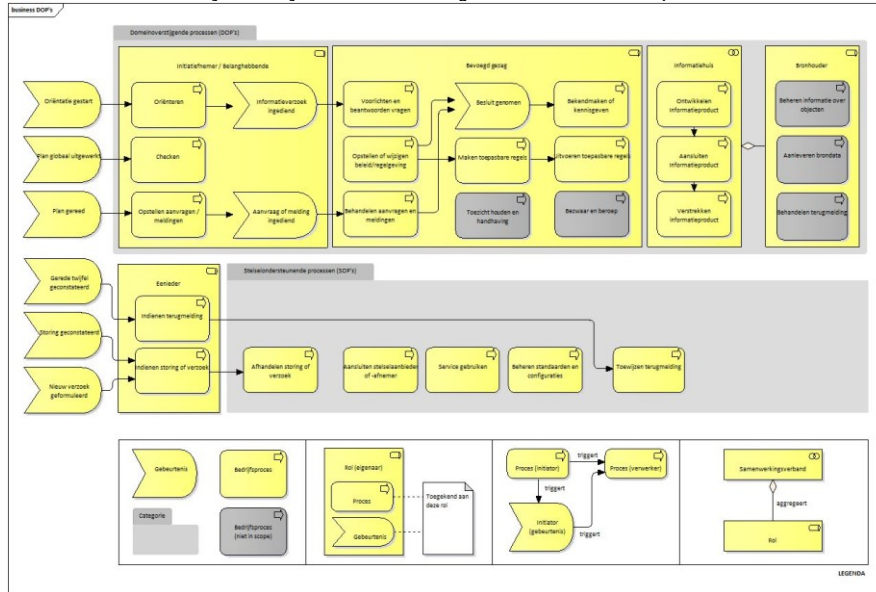 business DOP's
Domeinoverstijgende processen (DOP's)
Initiatiefnemer / Belanghebbende
Bevoegd gezag
Informatiehuis
Bronhouder
Oriëntatie gestart
Oriënteren
Informatieverzoek
ingediend
Voorlichten en
beantwoorden vragen
Besluit genomen
Bekendmaken of
kennisgeven
Ontwikkelen
informatieproduct
Beheren informatie over
objecten
Plan globaal uitgewerkt
Checken
Opstellen of wijzigen
beleid/regelgeving
Maken toepasbare regels
Uitvoeren toepasbare regels
Aansluiten
informatieproduct
Aanleveren brondata
Plan gereed
Opstellen aanvragen /
meldingen
Aanvraag of melding
ingediend
Behandelen aanvragen en
meldingen
Toezicht houden en
handhaving
Bezwaar en beroep
Verstrekken
informatieproduct
Behandelen terugmelding
Gerede twijfel
geconstateerd
Eenieder
Stelselondersteunende processen (SOP's)
Indienen terugmelding
Storing geconstateerd
Indienen storing of verzoek
Afhandelen storing of
verzoek
Aansluiten stelselaanbieder
of -afnemer
Service gebruiken
Beheren standaarden en
configuraties
Toewijzen terugmelding
Nieuw verzoek
geformuleerd
Gebeurtenis
Bedrijfsproces
Categorie
Bedrijfsproces
(niet in scope)
Rol (eigenaar)
Proces
Gebeurtenis
Toegekend aan
deze rol
Proces (initiator)
triggert
Proces (verwerker)
triggert
Initiator
(gebeurtenis)
triggert
Samenwerkingsverband
aggregeert
Rol
LEGENDA